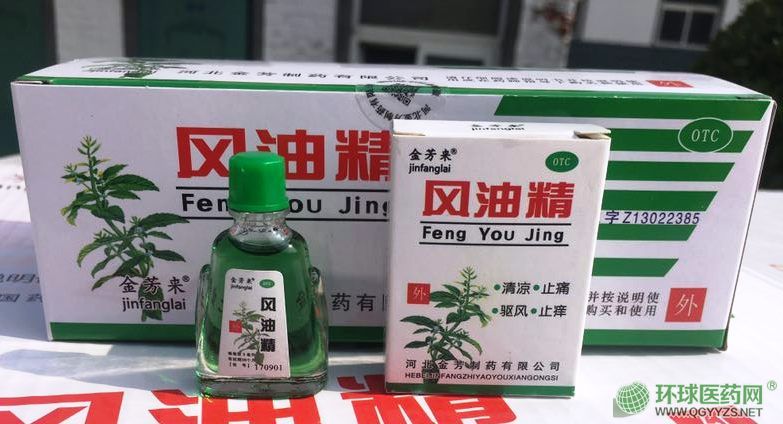 河北金芳制药有限公司
风油精
Feng You Jing
OTC
字Z13022385
金芳来®
jinfanglai
并按说明使
购买和使用
外
金芳来®
jinfanglai
OTC
风油精
Feng You Jing
·清凉·止痛
·驱风·止痒
外
河北金芳制药有限公司
HEBEIJINFANGZHIYAOYOUXIANGONGSI
金芳来®
jinfanglai
OTC
风油精
170901
风油精
环球医药网
WWW.QGYYZS.NET